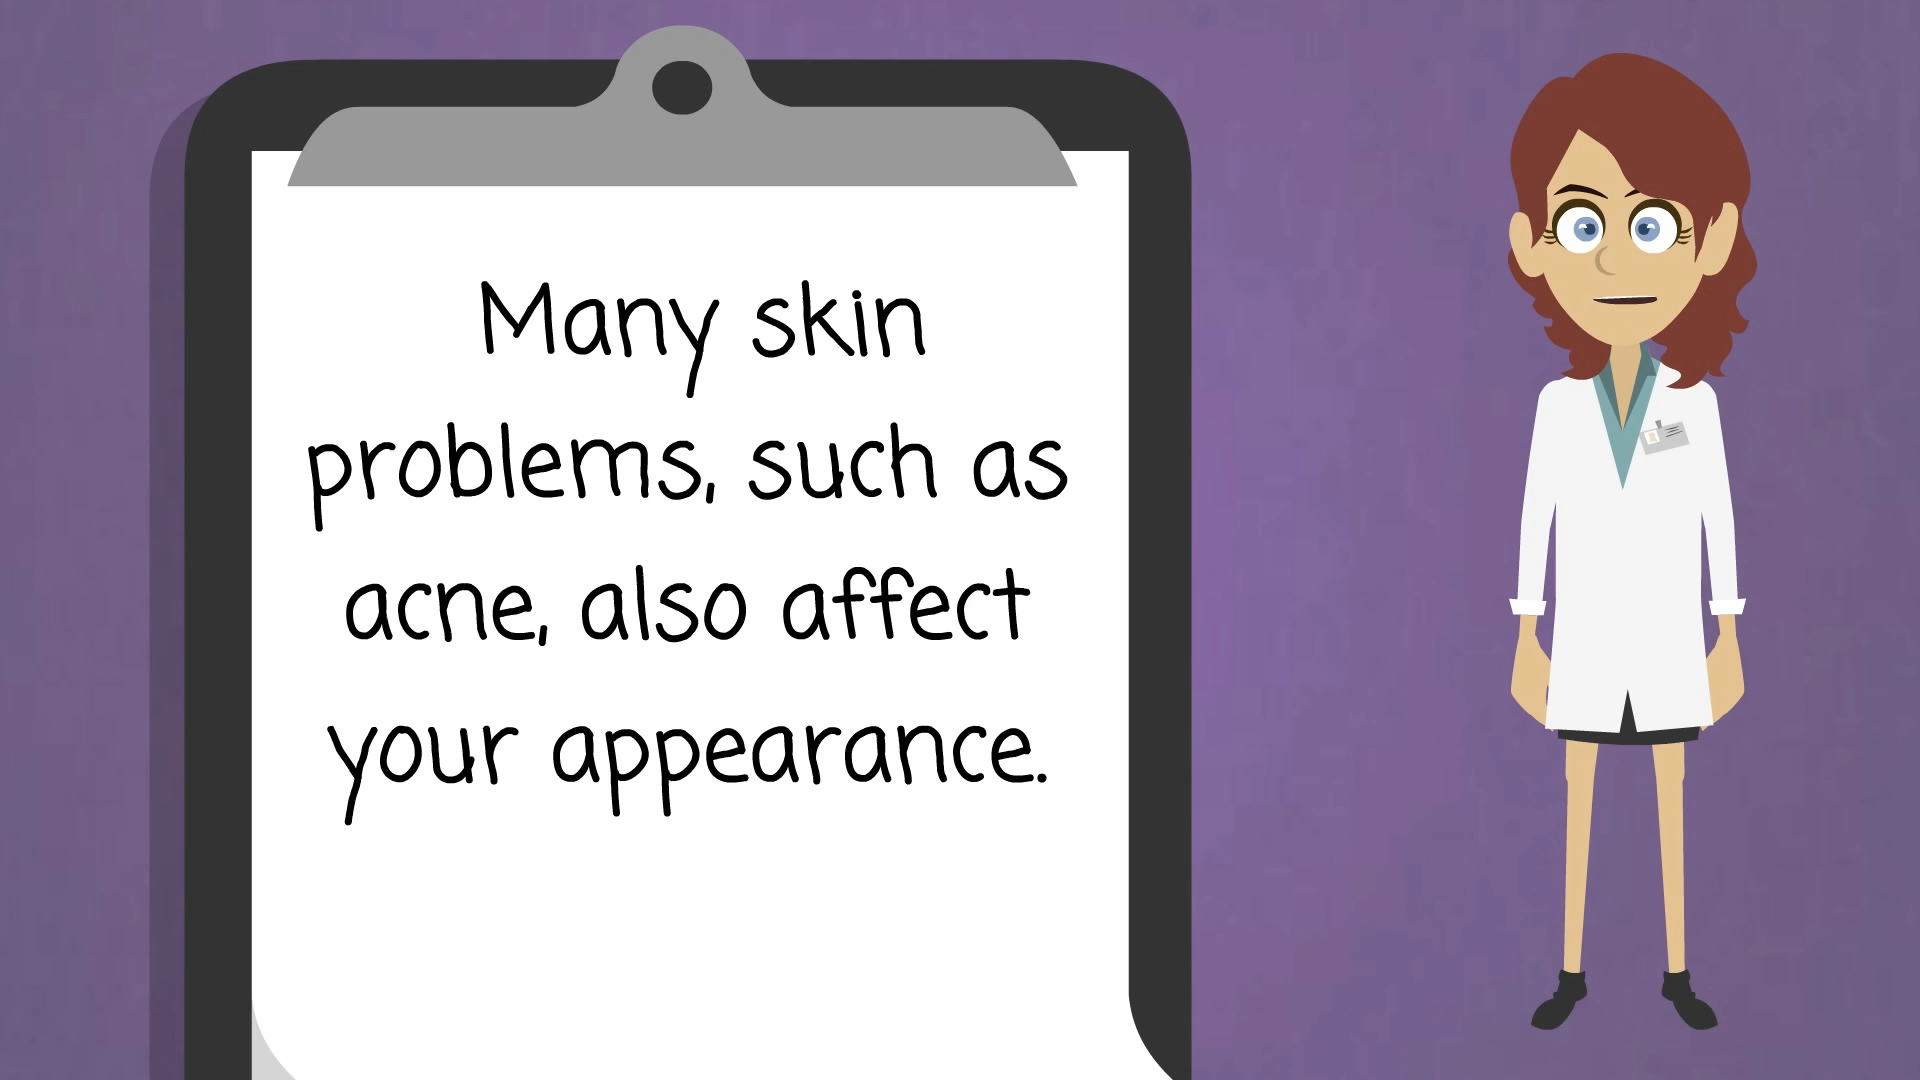 Many skin
problems, such as
acne, also affect
your appearance.